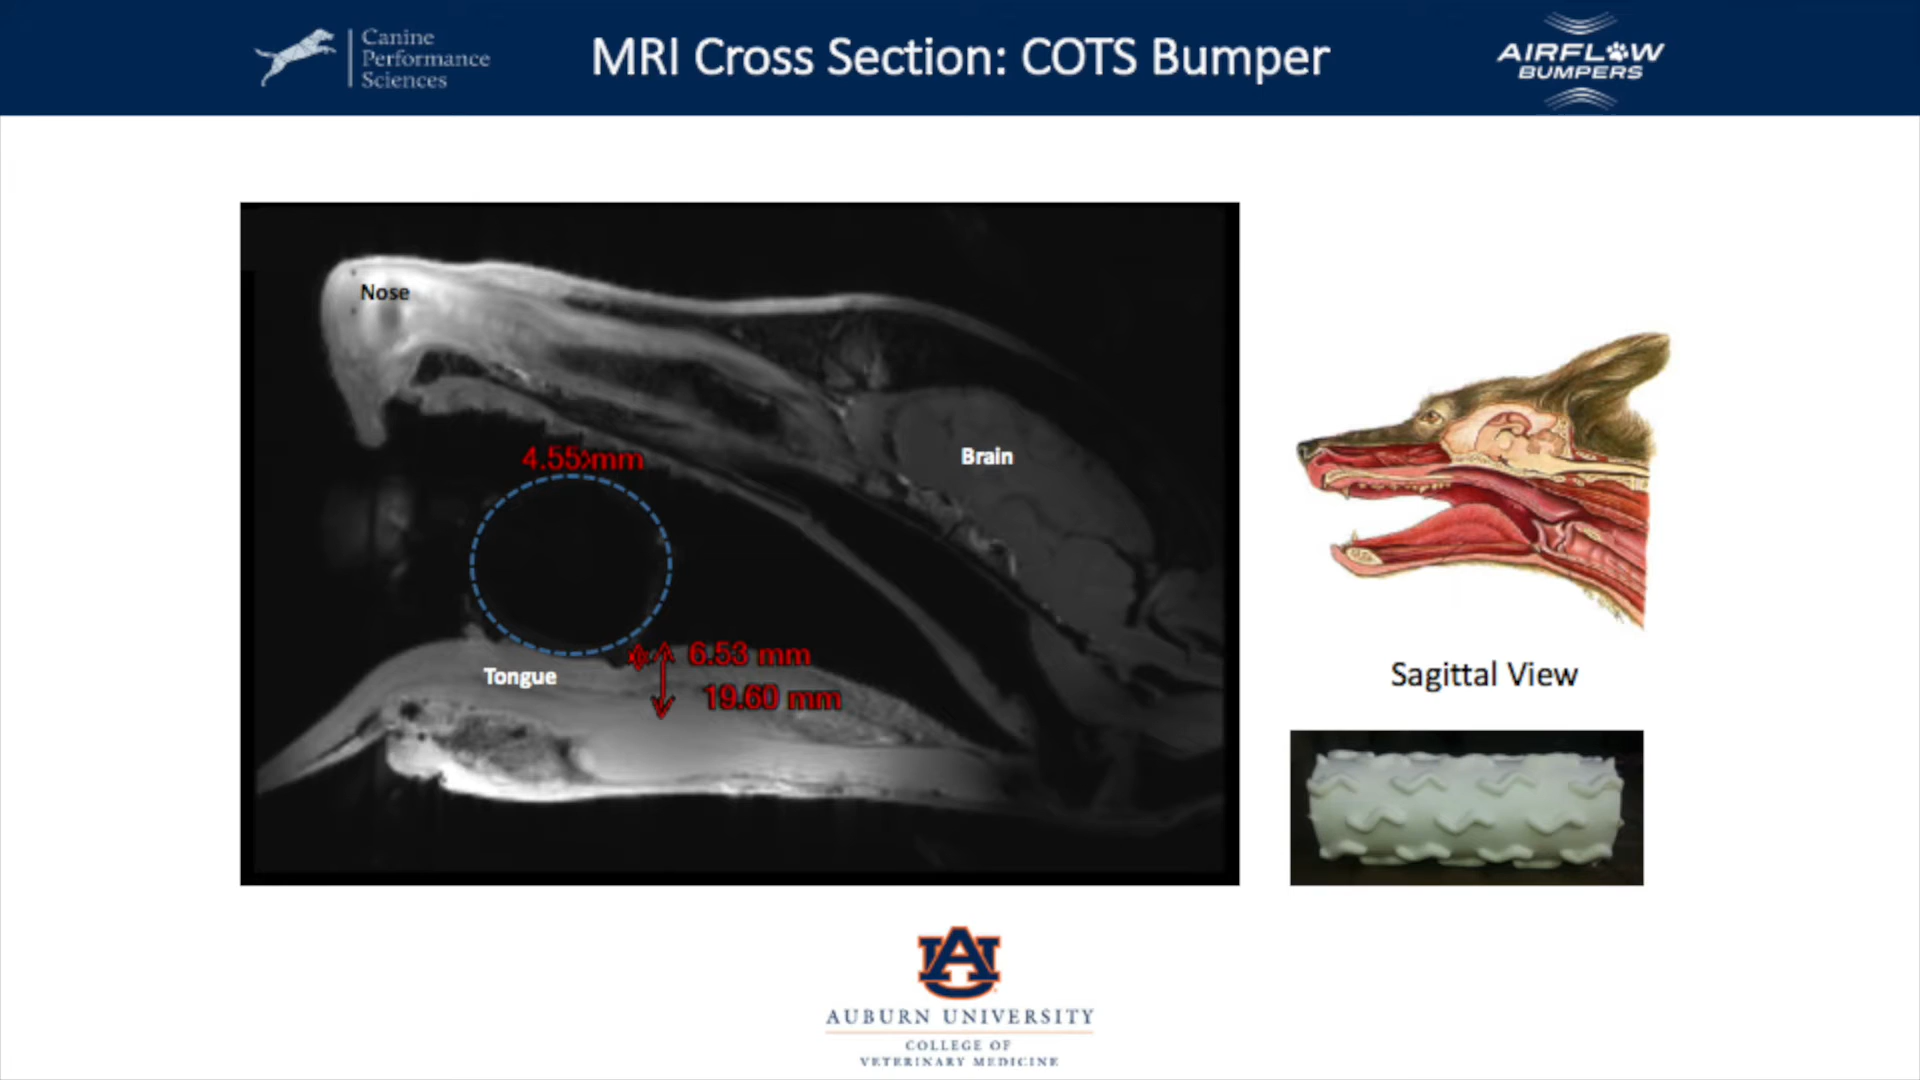 Canine
Performance
Sciences
MRI Cross Section: COTS Bumper
AIRFLOW
BUMPERS
Nose
Brain
4.55 mm
6.53 mm
19.60 mm
Tongue
Sagittal View
AU
AUBURN UNIVERSITY
COLLEGE OF
VETERINARY MEDICINE